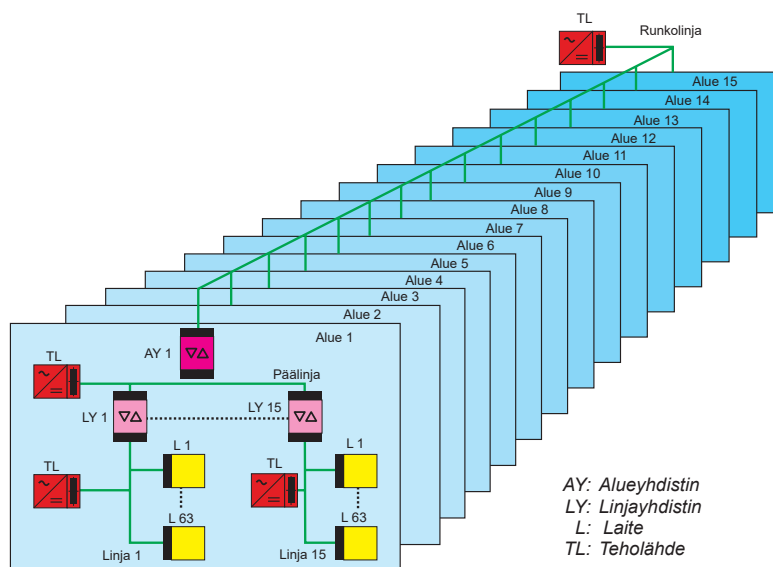 TL
Runkolinja
Alue 15
Alue 14
Alue 13
Alue 12
Alue 11
Alue 10
Alue 9
Alue 8
Alue 7
Alue 6
Alue 5
Alue 4
Alue 3
Alue 2
Alue 1
AY 1
TL
Päälinja
LY 1
LY 15
L 1
L 1
TL
TL
L 63
L 63
Linja 1
Linja 15
AY: Alueyhdistin
LY: Linjayhdistin
L: Laite
TL: Teholähde